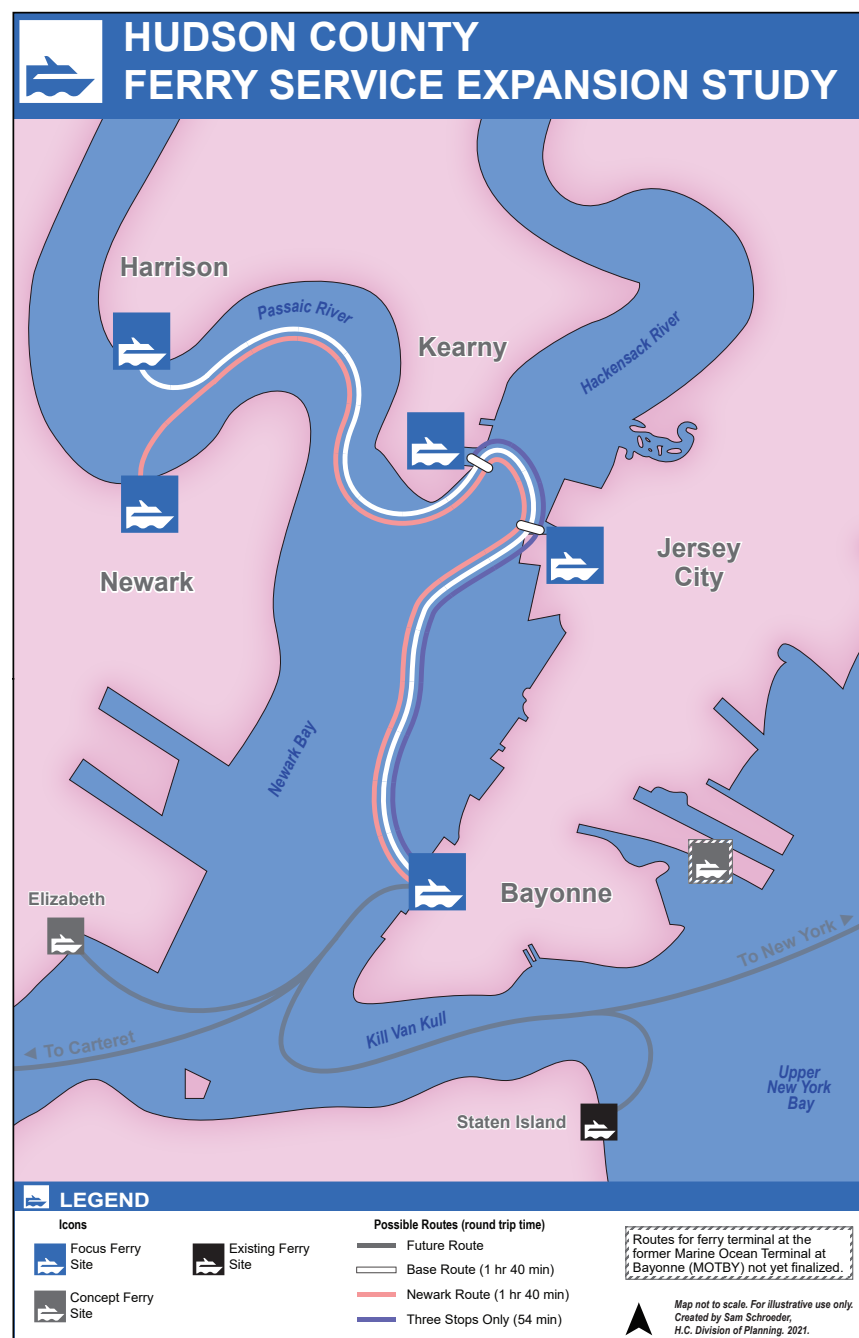 HUDSON COUNTY
FERRY SERVICE EXPANSION STUDY
Harrison
Passaic River
Kearny
Hackensack River
Newark
Jersey
City
Newark Bay
Elizabeth
Bayonne
To New York
Kill Van Kull
To Carteret
Upper
New York
Bay
Staten Island
LEGEND
Icons
Focus Ferry
Site
Existing Ferry
Site
Concept Ferry
Site
Possible Routes (round trip time)
Future Route
Base Route (1 hr 40 min)
Newark Route (1 hr 40 min)
Three Stops Only (54 min)
Routes for ferry terminal at the
former Marine Ocean Terminal at
Bayonne (MOTBY) not yet finalized.
Map not to scale. For illustrative use only.
Created by Sam Schroeder,
H.C. Division of Planning. 2021.